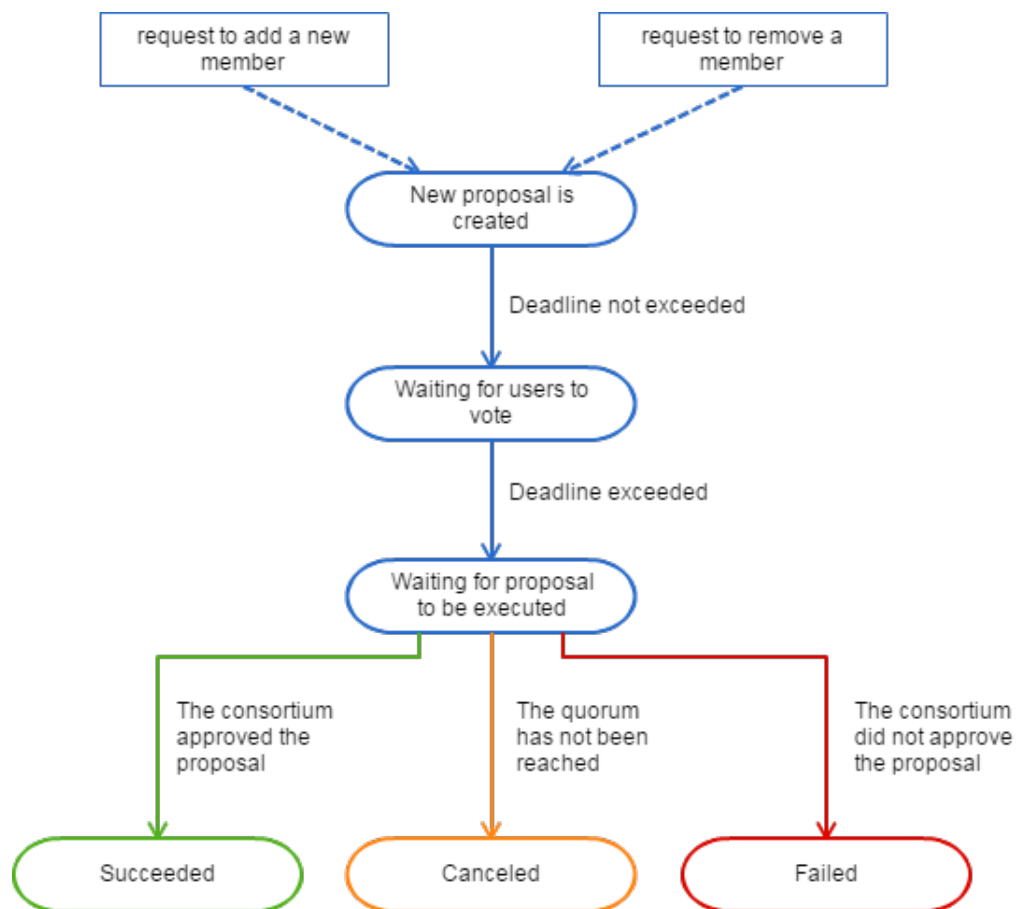 request to add a new
member
request to remove a
member
New proposal is
created
Deadline not exceeded
Waiting for users to
vote
Deadline exceeded
Waiting for proposal
to be executed
The consortium
approved the
proposal
The quorum
has not been
reached
The consortium
did not approve
the proposal
Succeeded
Canceled
Failed